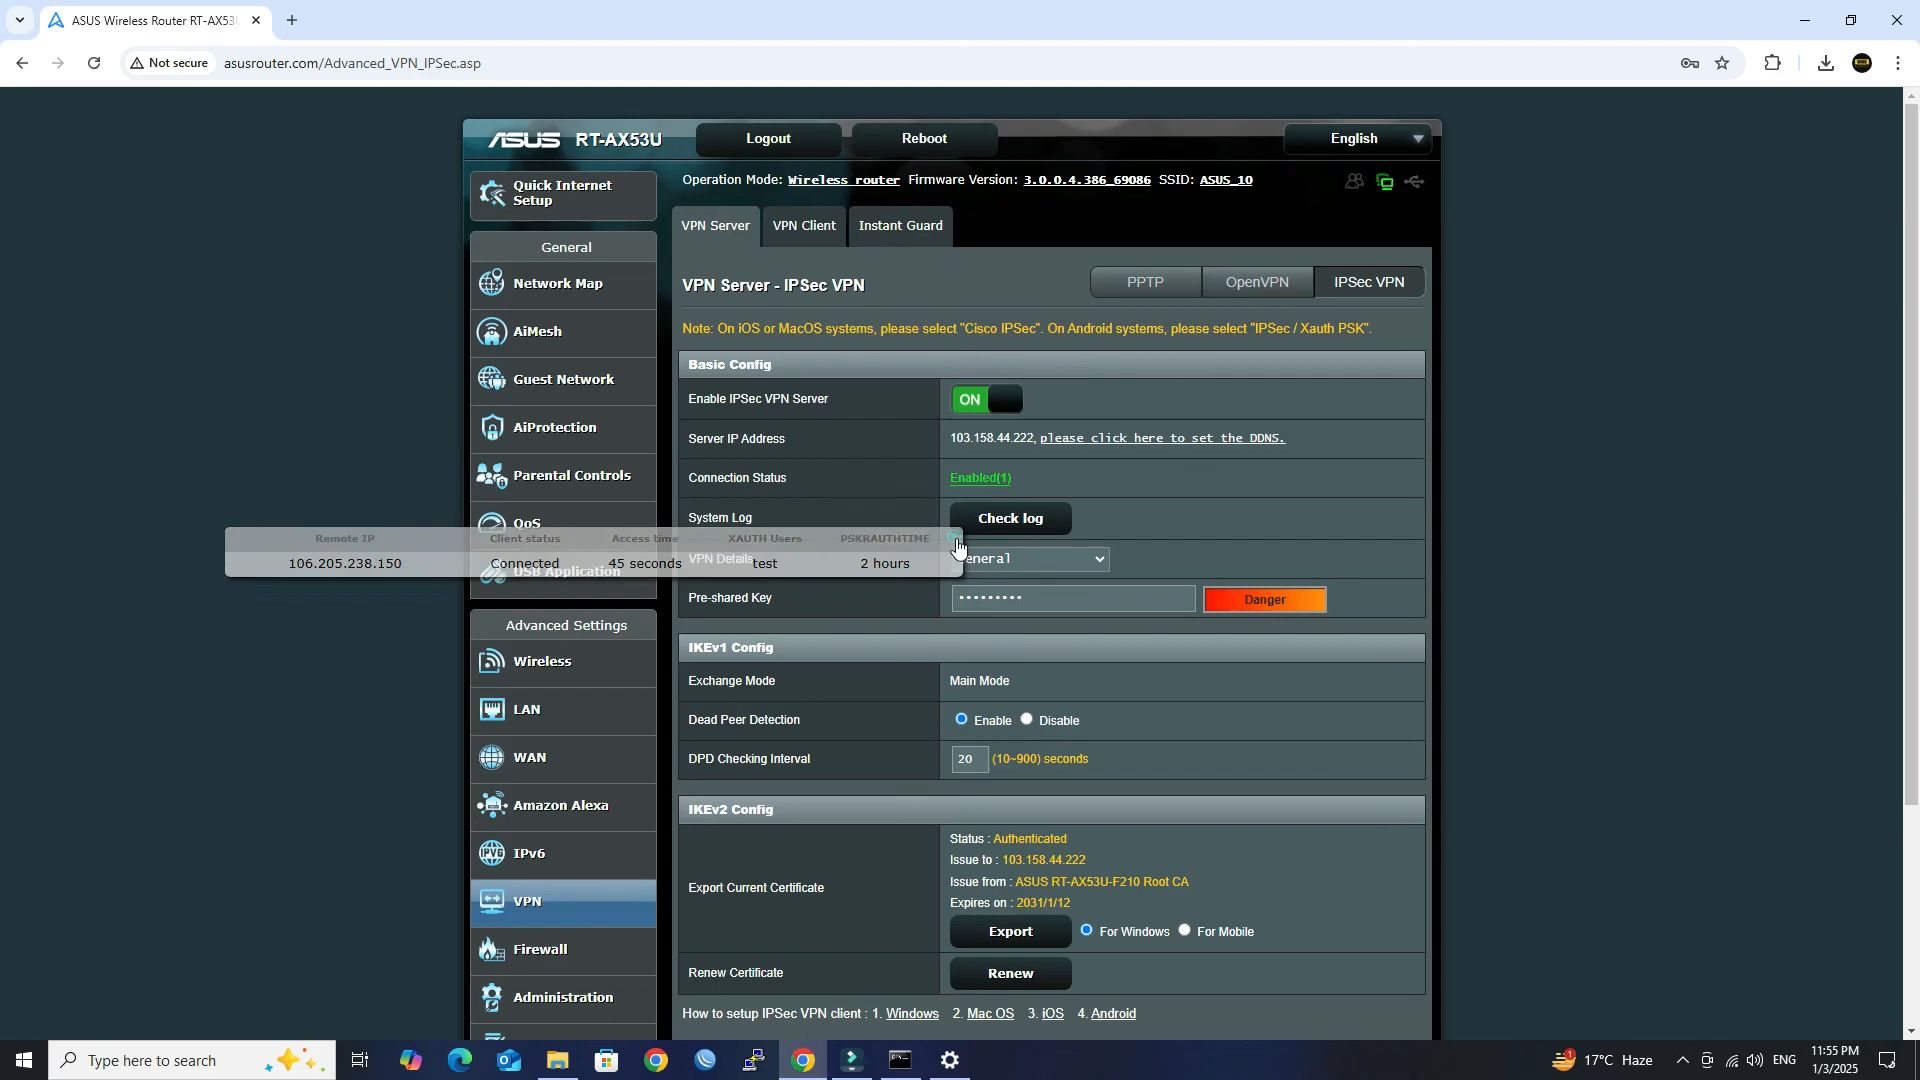 ASUS Wireless Router RT-AX53
Not secure
asusrouter.com/Advanced_VPN_IPSec.asp
ASUS RT-AX53U
Logout
Reboot
English
Quick Internet
Setup
Operation Mode: Wireless router Firmware Version: 3.0.0.4.386_69086 SSID: ASUS_10
VPN Server
VPN Client
Instant Guard
General
Network Map
AiMesh
Guest Network
AiProtection
Parental Controls
QoS
USB Application
Advanced Settings
Wireless
LAN
WAN
Amazon Alexa
IPv6
VPN
Firewall
Administration
VPN Server - IPSec VPN
PPTP
OpenVPN
IPSec VPN
Note: On iOS or MacOS systems, please select "Cisco IPSec". On Android systems, please select "IPSec / Xauth PSK".
Basic Config
Enable IPSec VPN Server
ON
Server IP Address
103.158.44.222, please click here to set the DDNS.
Connection Status
Enabled(1)
System Log
Check log
Remote IP
Client status
Access time
XAUTH Users
PSKRAUTHTIME
106.205.238.150
Connected
45 seconds
test
2 hours
VPN Details
eneral
Pre-shared Key
•••••••••
Danger
IKEv1 Config
Exchange Mode
Main Mode
Dead Peer Detection
Enable
Disable
DPD Checking Interval
20 (10~900) seconds
IKEv2 Config
Export Current Certificate
Status : Authenticated
Issue to : 103.158.44.222
Issue from : ASUS RT-AX53U-F210 Root CA
Expires on : 2031/1/12
Export
For Windows
For Mobile
Renew Certificate
Renew
How to setup IPSec VPN client : 1. Windows 2. Mac OS 3. iOS 4. Android
Type here to search
1
17°C Haze
ENG
11:55 PM
1/3/2025